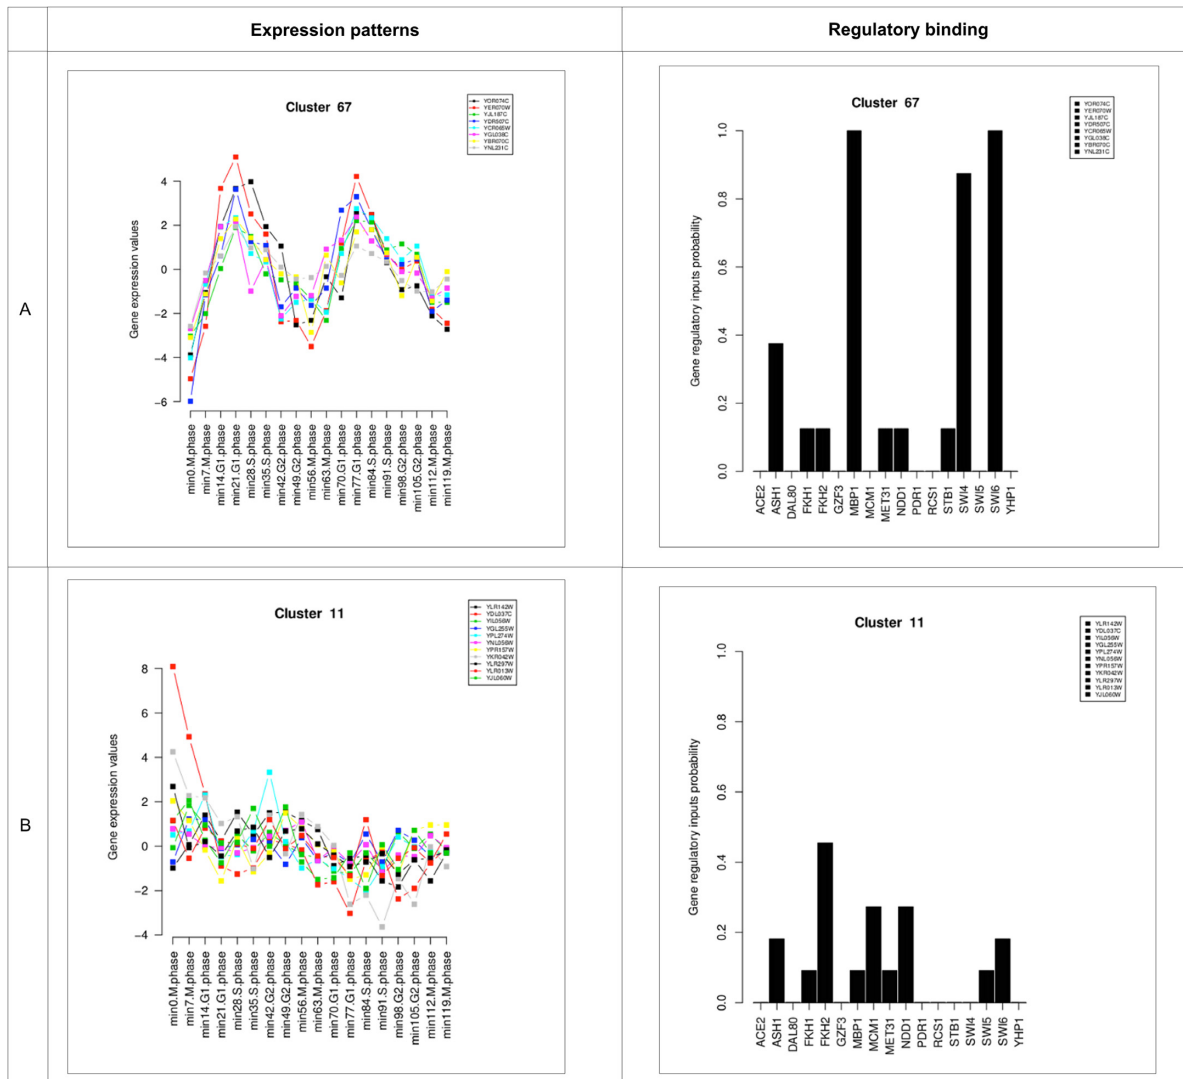 Expression patterns
Regulatory binding
A
Cluster 67
YOR074C
YER070W
YJL187C
YDR507C
YCR065W
YGL038C
YBR070C
YNL231C
Gene expression values
4
2
0
−2
−4
−6
min0.M.phase
min7.M.phase
min14.G1.phase
min21.G1.phase
min28.S.phase
min35.S.phase
min42.G2.phase
min49.G2.phase
min56.M.phase
min63.M.phase
min70.G1.phase
min77.G1.phase
min84.S.phase
min91.S.phase
min98.G2.phase
min105.G2.phase
min112.M.phase
min119.M.phase
Cluster 67
YOR074C
YER070W
YJL187C
YDR507C
YCR065W
YGL038C
YBR070C
YNL231C
Gene regulatory inputs probability
1.0
0.8
0.6
0.4
0.2
0.0
ACE2
ASH1
DAL80
FKH1
FKH2
GZF3
MBP1
MCM1
MET31
NDD1
PDR1
RCS1
STB1
SWI4
SWI5
SWI6
YHP1
B
Cluster 11
YLR142W
YDL037C
YIL056W
YGL255W
YPL274W
YNL056W
YPR157W
YKR042W
YLR297W
YLR013W
YJL060W
Gene expression values
8
6
4
2
0
−2
−4
min0.M.phase
min7.M.phase
min14.G1.phase
min21.G1.phase
min28.S.phase
min35.S.phase
min42.G2.phase
min49.G2.phase
min56.M.phase
min63.M.phase
min70.G1.phase
min77.G1.phase
min84.S.phase
min91.S.phase
min98.G2.phase
min105.G2.phase
min112.M.phase
min119.M.phase
Cluster 11
YLR142W
YDL037C
YIL056W
YGL255W
YPL274W
YNL056W
YPR157W
YKR042W
YLR297W
YLR013W
YJL060W
Gene regulatory inputs probability
1.0
0.8
0.6
0.4
0.2
0.0
ACE2
ASH1
DAL80
FKH1
FKH2
GZF3
MBP1
MCM1
MET31
NDD1
PDR1
RCS1
STB1
SWI4
SWI5
SWI6
YHP1